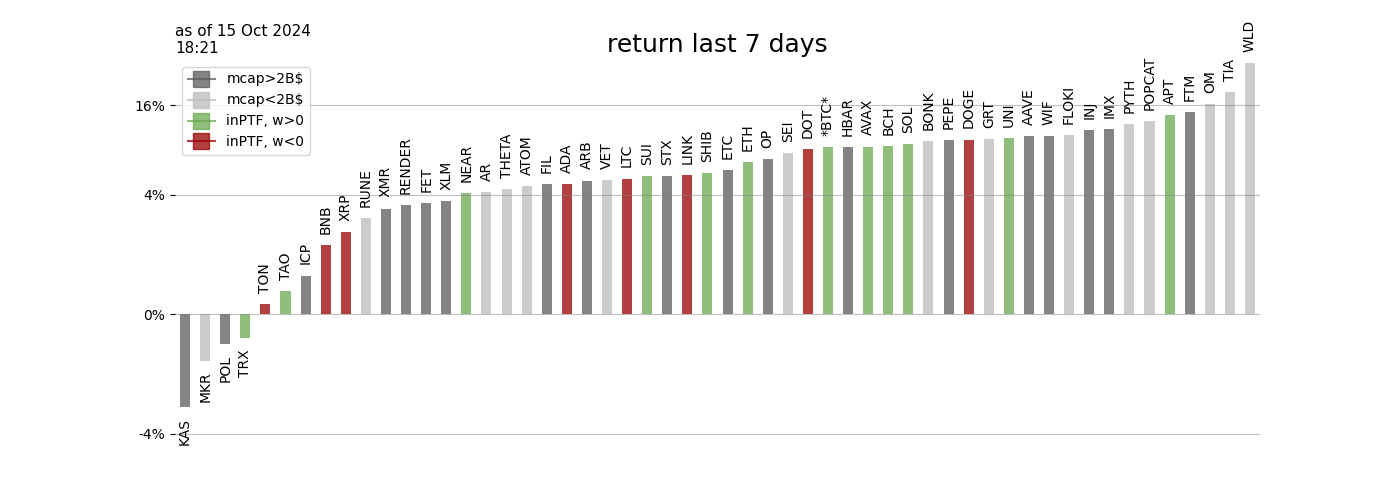 as of 15 Oct 2024
18:21
return last 7 days
mcap>2B$
mcap<2B$
inPTF, w>0
inPTF, w<0
16%
4%
0%
-4%
KAS
MKR
POL
TRX
TON
TAO
ICP
BNB
XRP
RUNE
XMR
RENDER
FET
XLM
NEAR
AR
THETA
ATOM
FIL
ADA
ARB
VET
LTC
SUI
STX
LINK
SHIB
ETC
ETH
OP
SEI
DOT
*BTC*
HBAR
AVAX
BCH
SOL
BONK
PEPE
DOGE
GRT
UNI
AAVE
WIF
FLOKI
INJ
IMX
PYTH
POPCAT
APT
FTM
OM
TIA
WLD